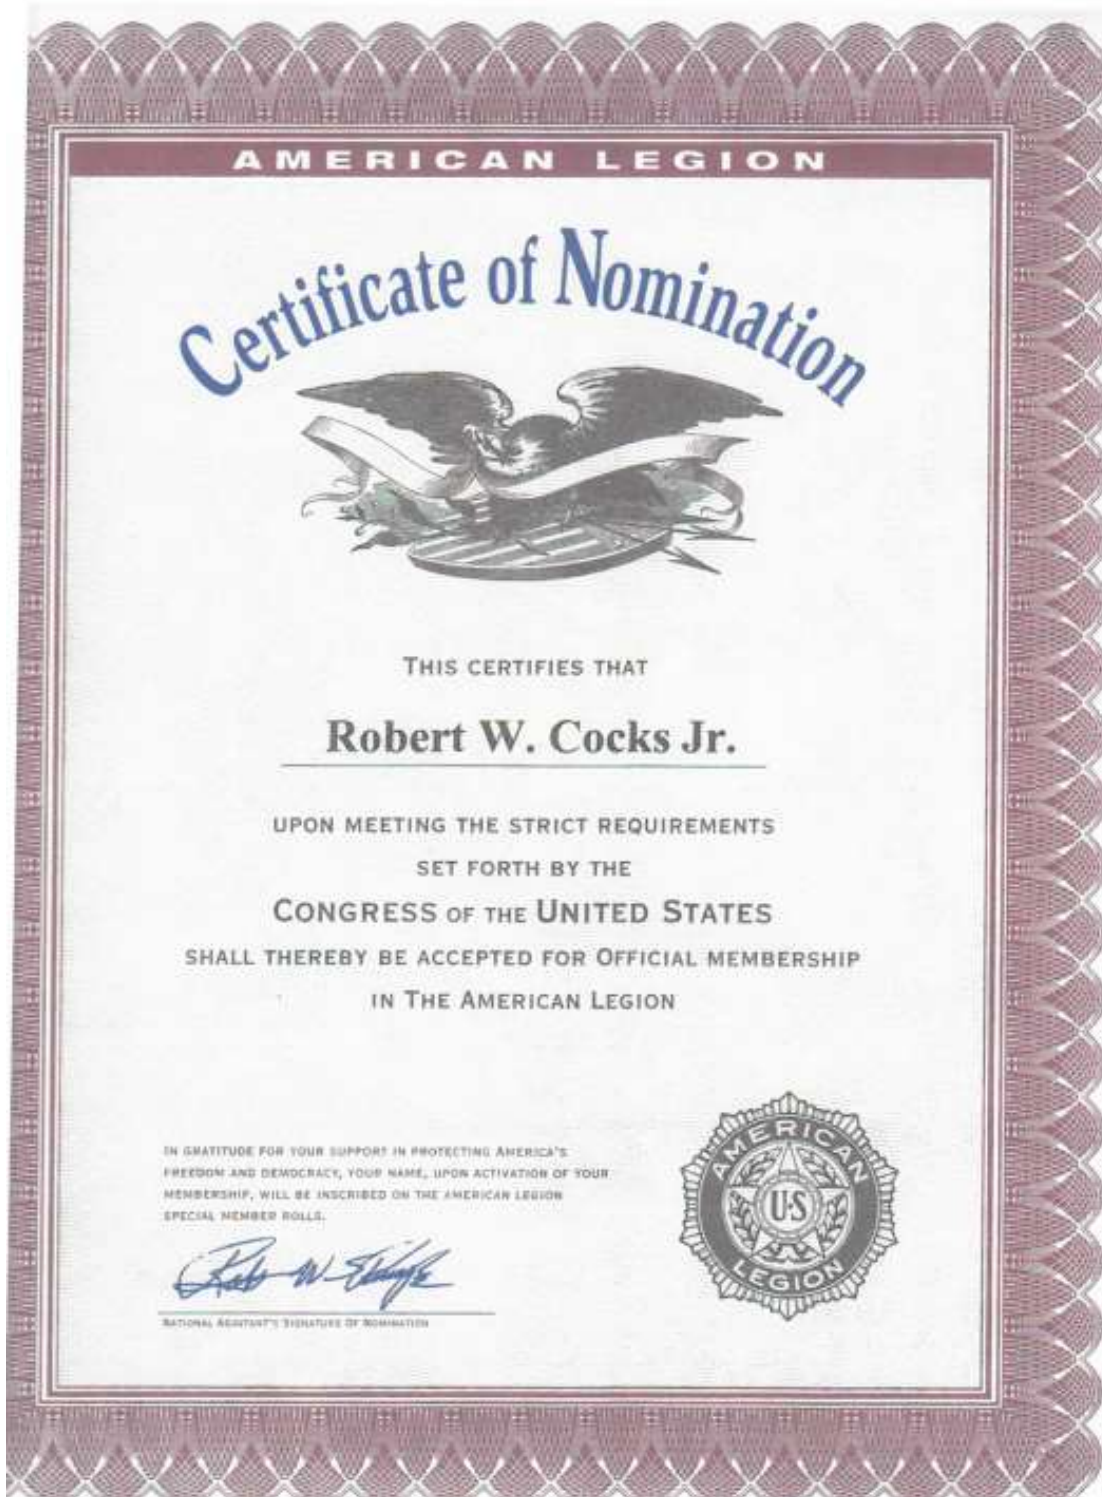 AMERICAN LEGION
Certificate of Nomination
THIS CERTIFIES THAT
Robert W. Cocks Jr.
UPON MEETING THE STRICT REQUIREMENTS
SET FORTH BY THE
CONGRESS OF THE UNITED STATES
SHALL THEREBY BE ACCEPTED FOR OFFICIAL MEMBERSHIP
IN THE AMERICAN LEGION
IN GRATITUDE FOR YOUR SUPPORT IN PROTECTING AMERICA'S
FREEDOM AND DEMOCRACY, YOUR NAME, UPON ACTIVATION OF YOUR
MEMBERSHIP, WILL BE INSCRIBED ON THE AMERICAN LEGION
SPECIAL MEMBER ROLLS.
NATIONAL ADJUTANT'S SIGNATURE OF NOMINATION
AMERICAN
U·S
LEGION